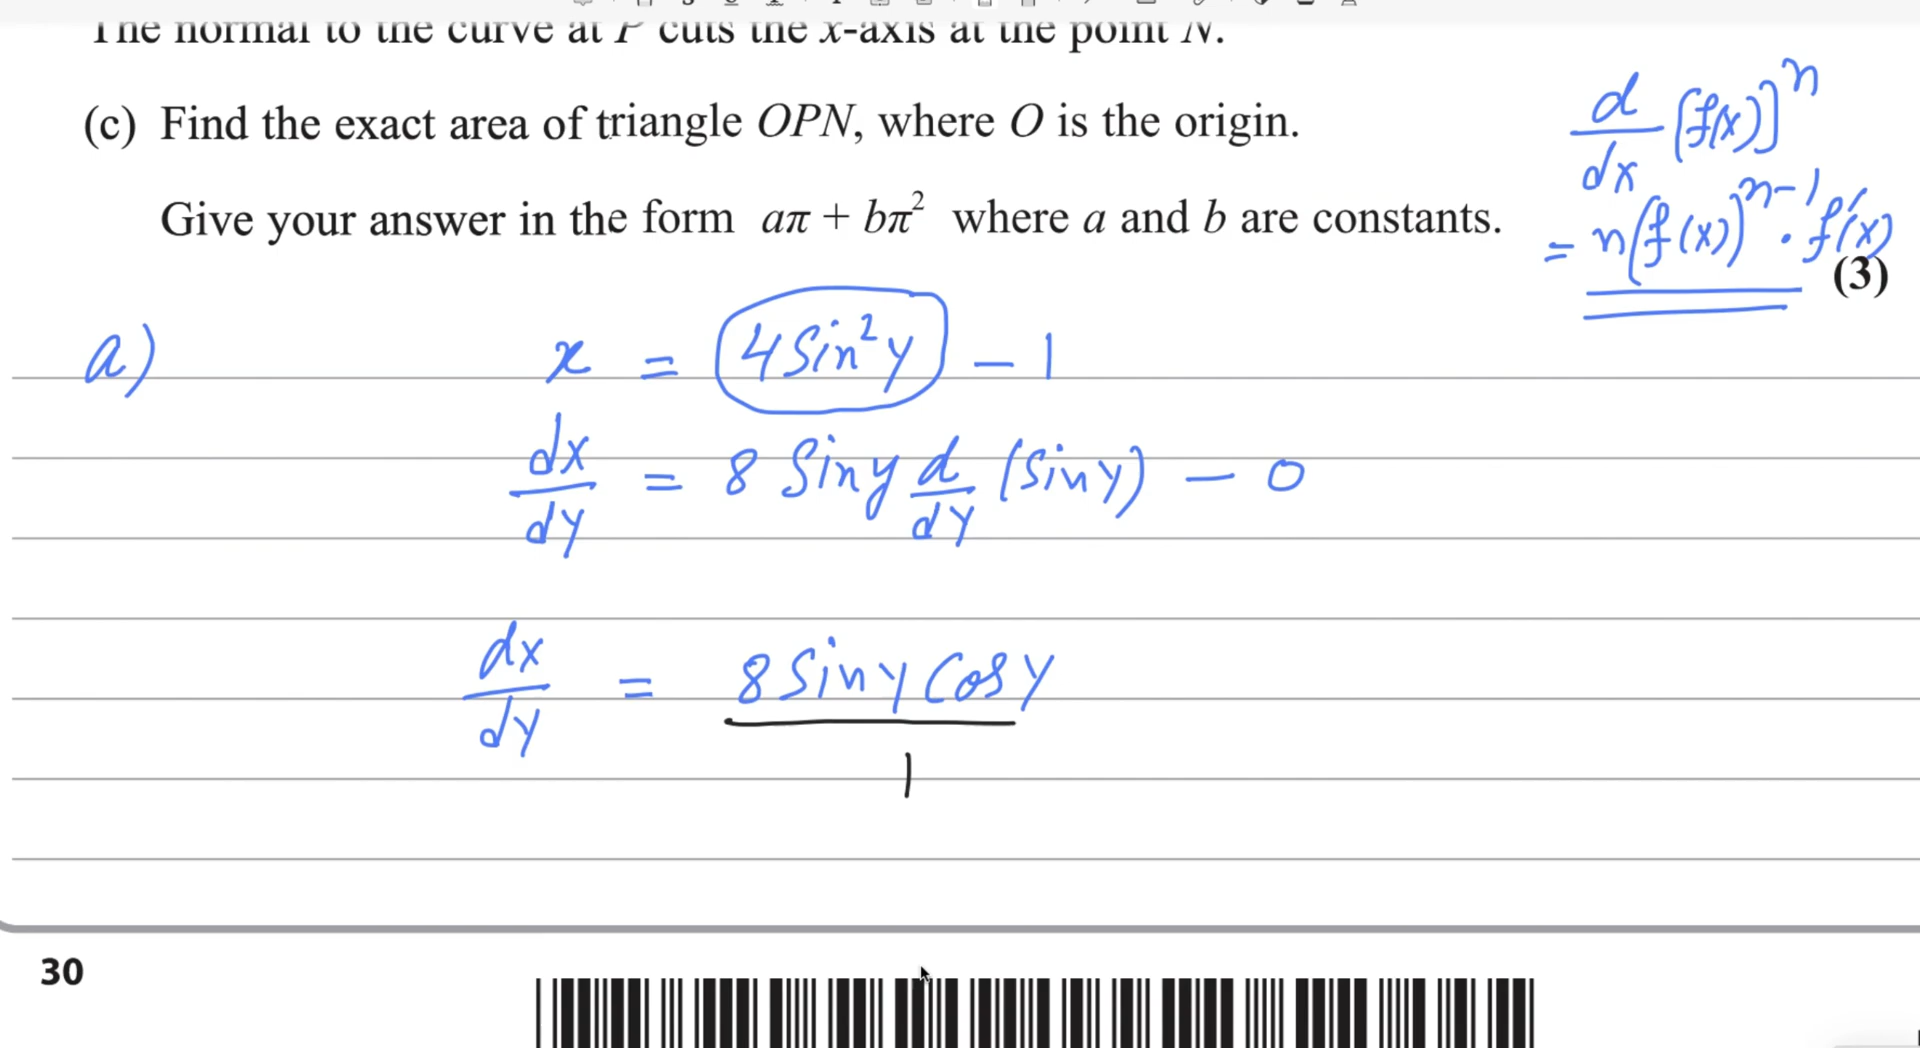 The normal to the curve at P cuts the x-axis at the point N.
(c) Find the exact area of triangle OPN, where O is the origin.
Give your answer in the form aπ + bπ² where a and b are constants.
(3)
d/dx [f(x)]ⁿ
= n(f(x))ⁿ⁻¹ · f'(x)
a) x = 4 Sin²y − 1
dx/dy = 8 Siny d/dy (Siny) − 0
dx/dy = 8 Siny Cosy / 1
30